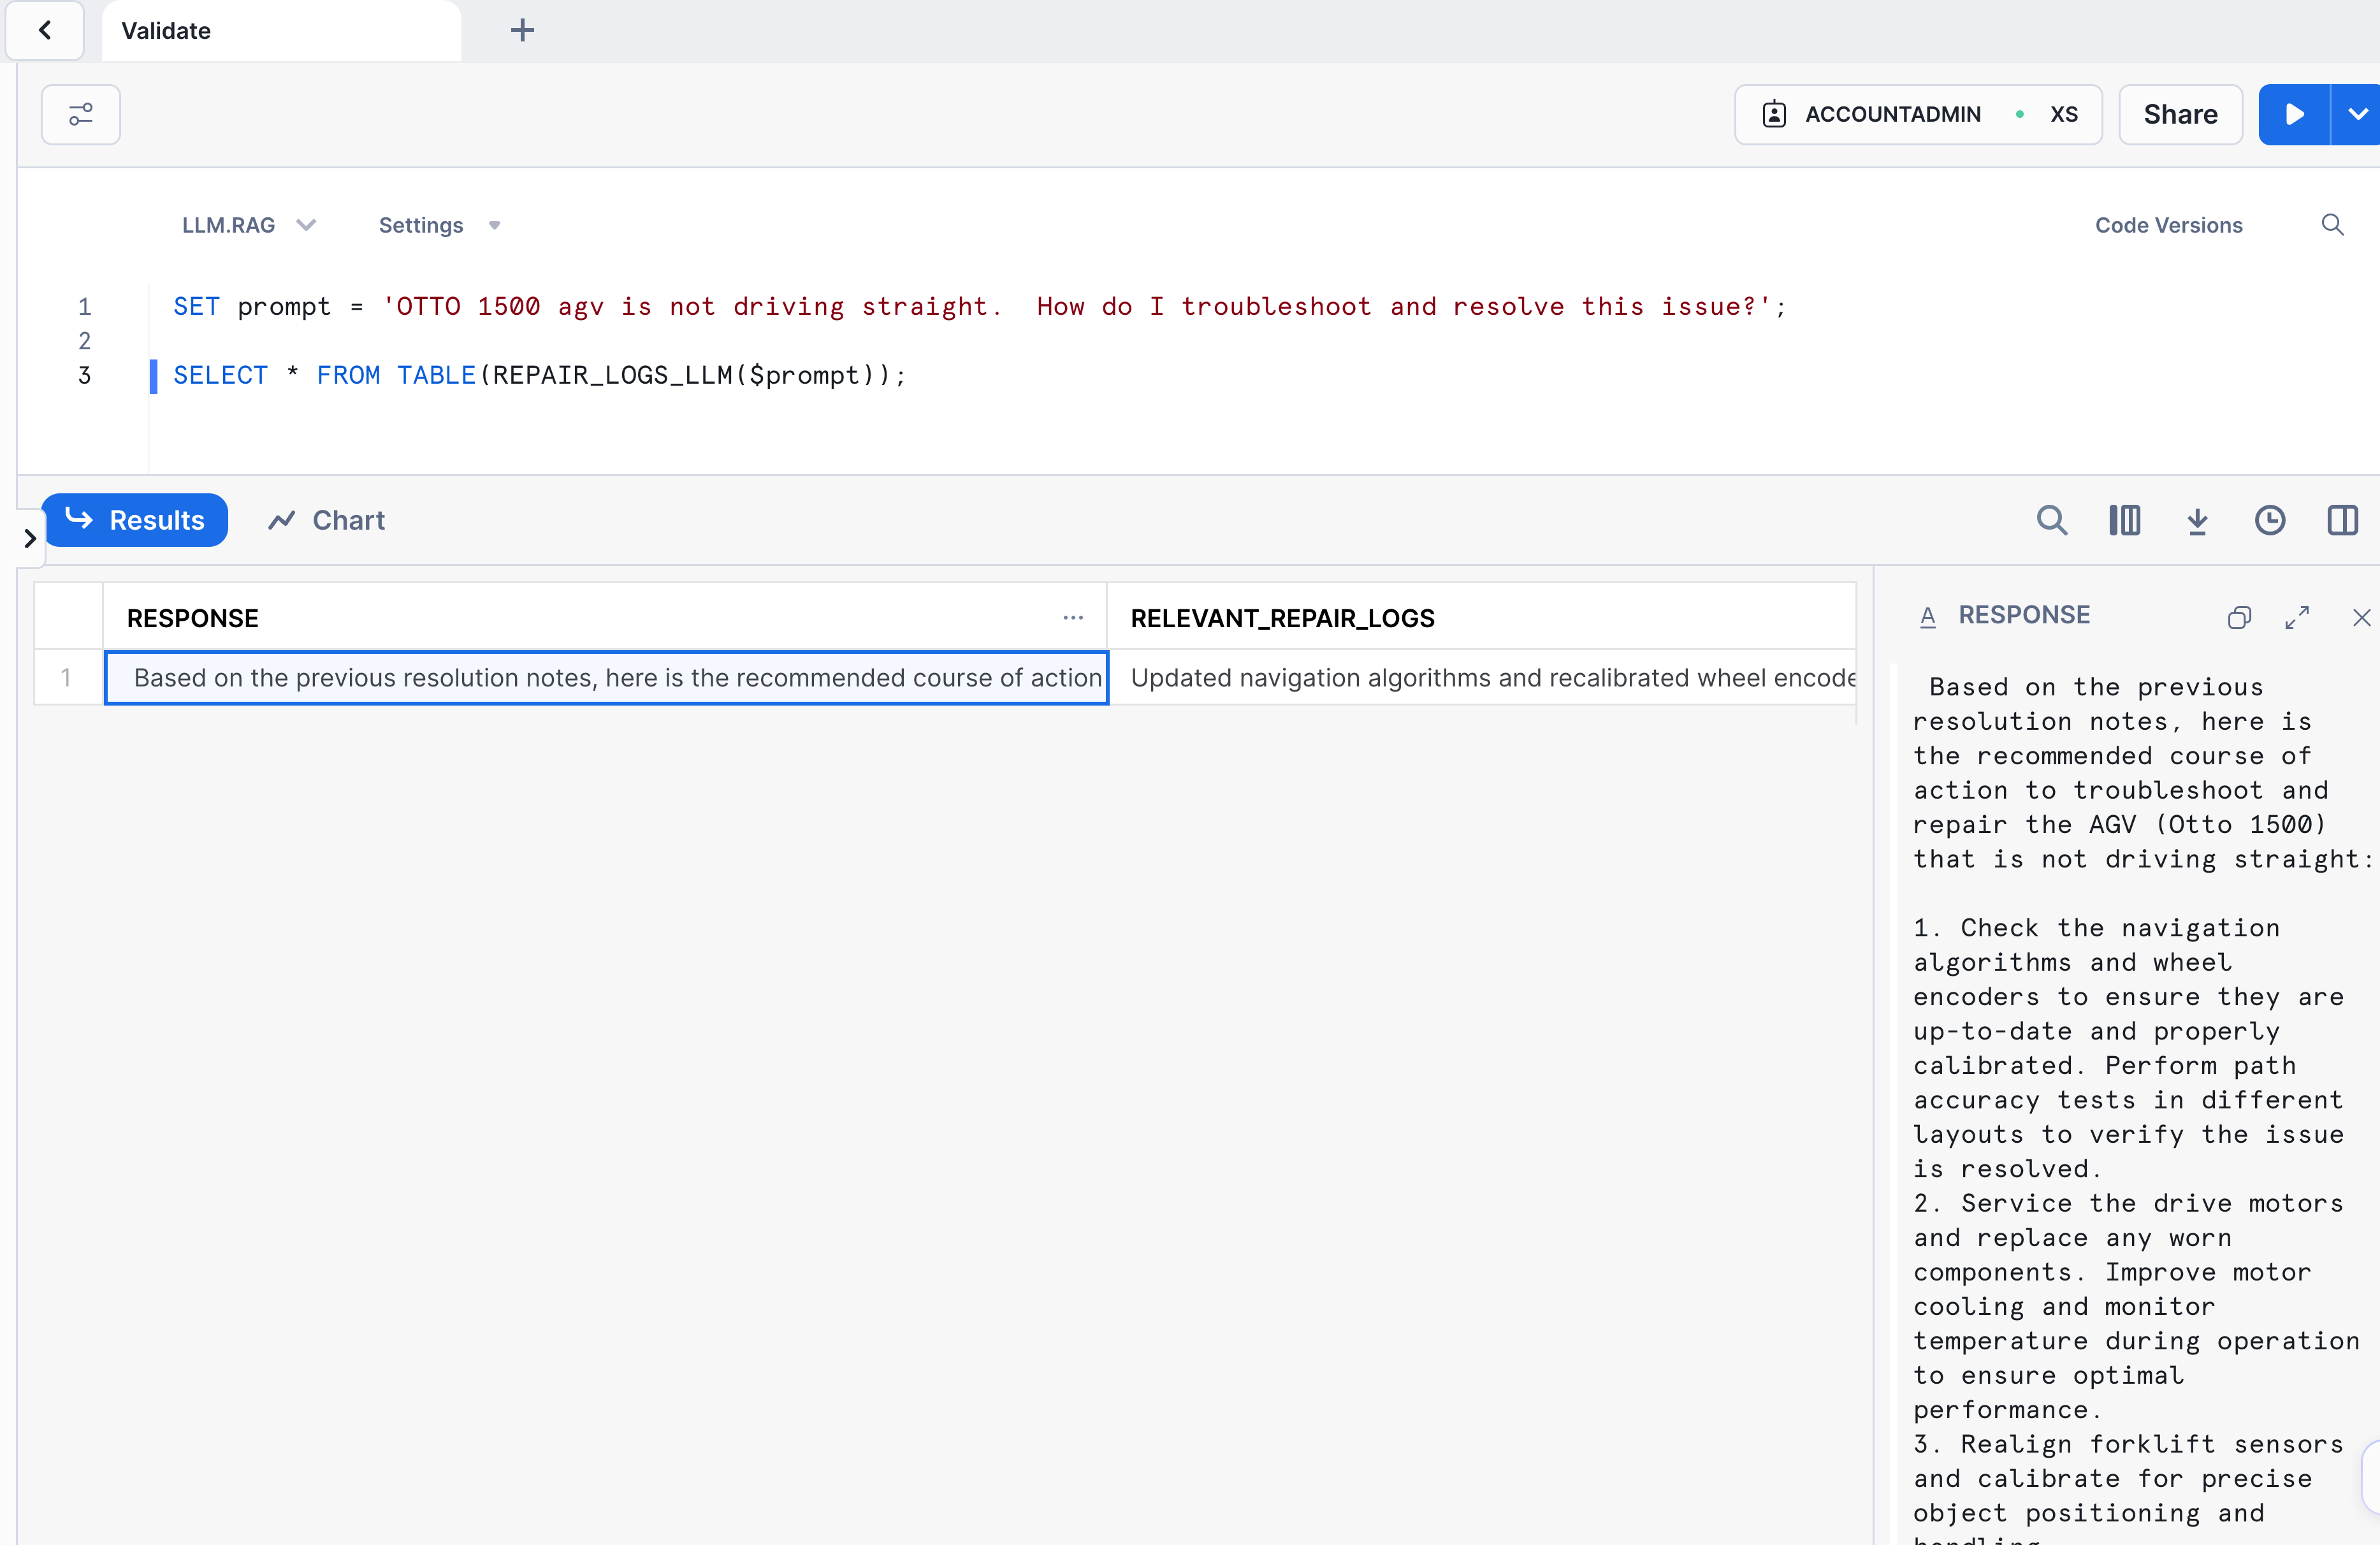 Validate
ACCOUNTADMIN XS
Share
LLM.RAG
Settings
Code Versions
1 SET prompt = 'OTTO 1500 agv is not driving straight.  How do I troubleshoot and resolve this issue?';
2
3 SELECT * FROM TABLE(REPAIR_LOGS_LLM($prompt));
Results
Chart
RESPONSE ... RELEVANT_REPAIR_LOGS
1 Based on the previous resolution notes, here is the recommended course of action Updated navigation algorithms and recalibrated wheel encode
A RESPONSE
Based on the previous
resolution notes, here is
the recommended course of
action to troubleshoot and
repair the AGV (Otto 1500)
that is not driving straight:
1. Check the navigation
algorithms and wheel
encoders to ensure they are
up-to-date and properly
calibrated. Perform path
accuracy tests in different
layouts to verify the issue
is resolved.
2. Service the drive motors
and replace any worn
components. Improve motor
cooling and monitor
temperature during operation
to ensure optimal
performance.
3. Realign forklift sensors
and calibrate for precise
object positioning and